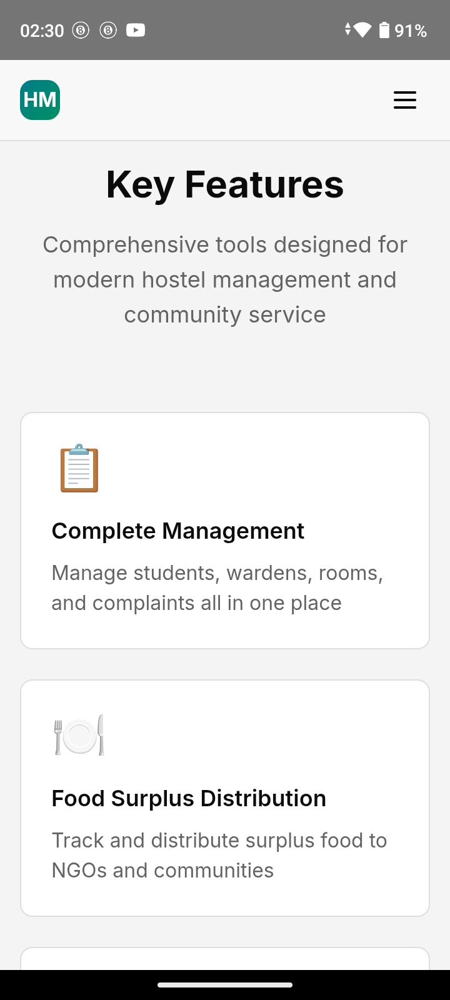 02:30 91%
HM
Key Features
Comprehensive tools designed for
modern hostel management and
community service
Complete Management
Manage students, wardens, rooms,
and complaints all in one place
Food Surplus Distribution
Track and distribute surplus food to
NGOs and communities